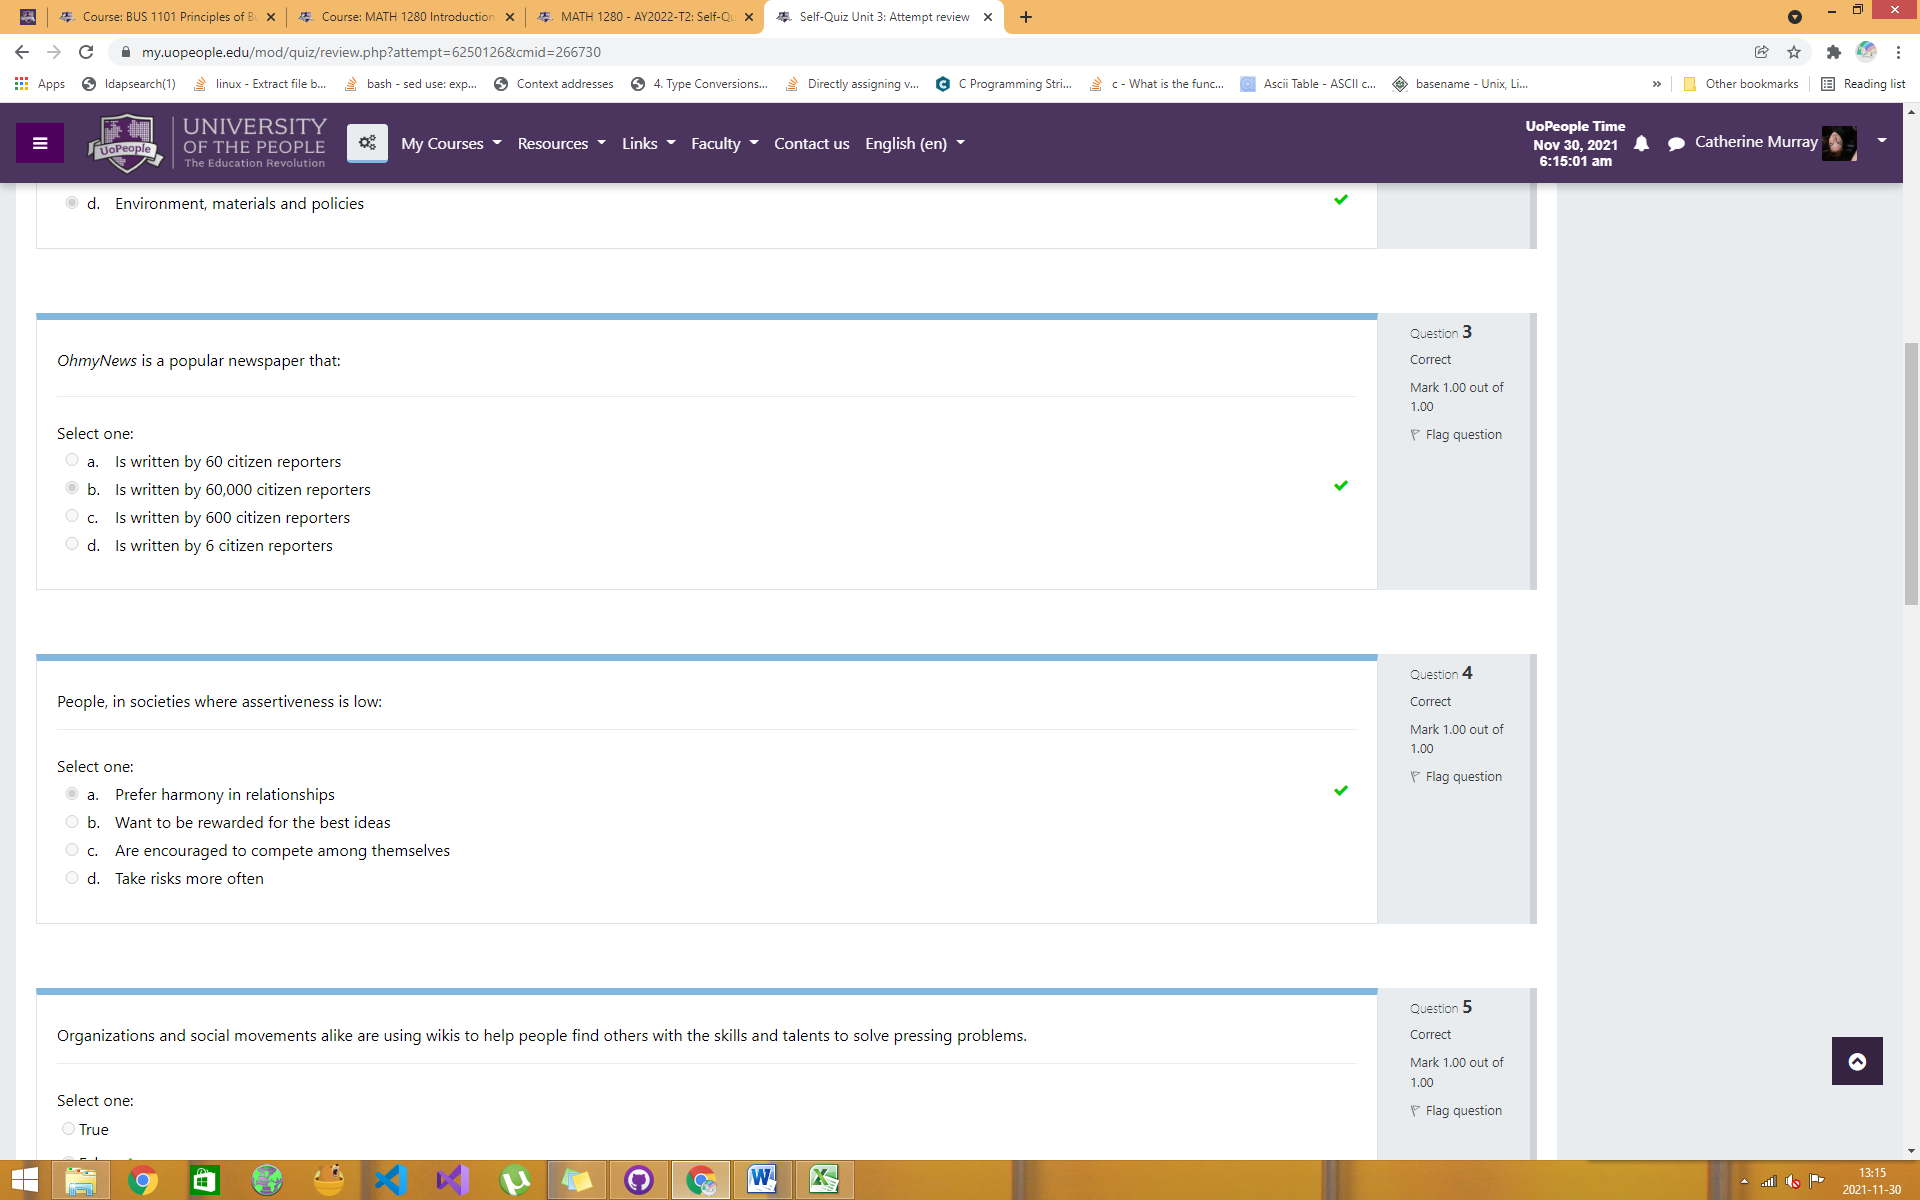 Course: BUS 1101 Principles of B
Course: MATH 1280 Introduction
MATH 1280 - AY2022-T2: Self-Qu
Self-Quiz Unit 3: Attempt review
my.uopeople.edu/mod/quiz/review.php?attempt=6250126&cmid=266730
Apps
ldapsearch(1)
linux - Extract file b...
bash - sed use: exp...
Context addresses
4. Type Conversions...
Directly assigning v...
C Programming Stri...
c - What is the func...
Ascii Table - ASCII c...
basename - Unix, Li...
»
Other bookmarks
Reading list
UoPeople
UNIVERSITY
OF THE PEOPLE
The Education Revolution
My Courses
Resources
Links
Faculty
Contact us
English (en)
UoPeople Time
Nov 30, 2021
6:15:01 am
Catherine Murray
d. Environment, materials and policies
OhmyNews is a popular newspaper that:
Select one:
a. Is written by 60 citizen reporters
b. Is written by 60,000 citizen reporters
c. Is written by 600 citizen reporters
d. Is written by 6 citizen reporters
Question 3
Correct
Mark 1.00 out of
1.00
Flag question
People, in societies where assertiveness is low:
Select one:
a. Prefer harmony in relationships
b. Want to be rewarded for the best ideas
c. Are encouraged to compete among themselves
d. Take risks more often
Question 4
Correct
Mark 1.00 out of
1.00
Flag question
Organizations and social movements alike are using wikis to help people find others with the skills and talents to solve pressing problems.
Select one:
True
Question 5
Correct
Mark 1.00 out of
1.00
Flag question
13:15
2021-11-30